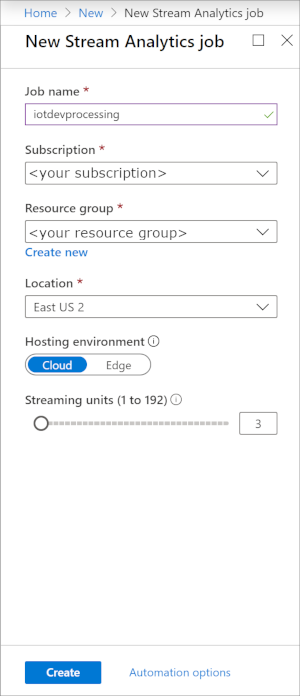 Home > New > New Stream Analytics job
New Stream Analytics job
Job name *
iotdevprocessing
Subscription *
<your subscription>
Resource group *
<your resource group>
Create new
Location *
East US 2
Hosting environment
Cloud Edge
Streaming units (1 to 192)
3
Create Automation options